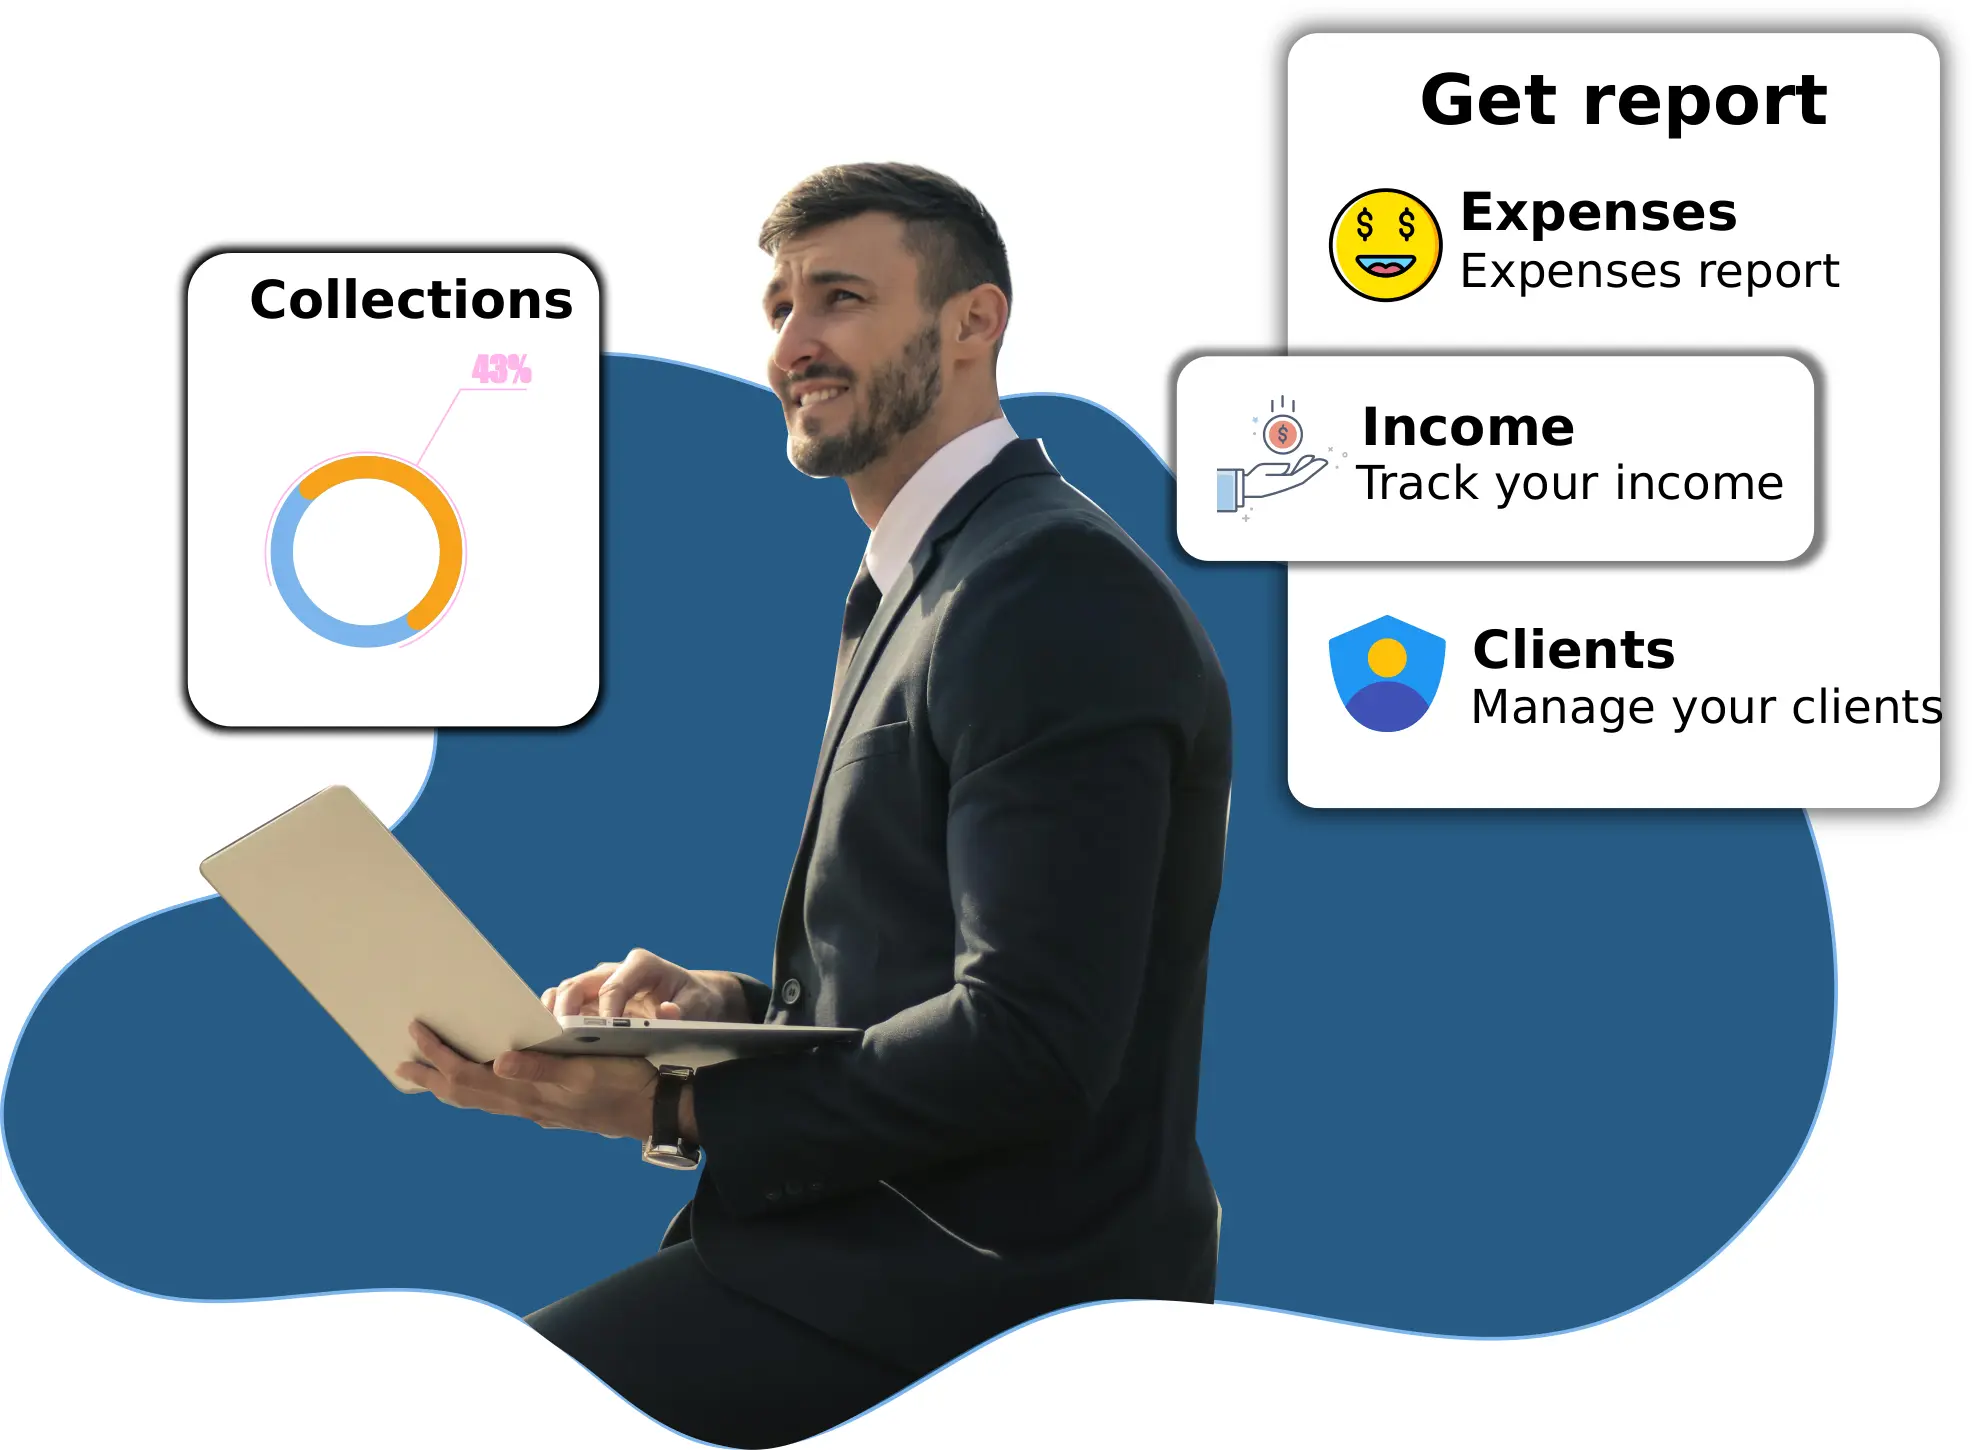 Get report
Expenses
Expenses report
Collections
43%
Income
Track your income
Clients
Manage your clients